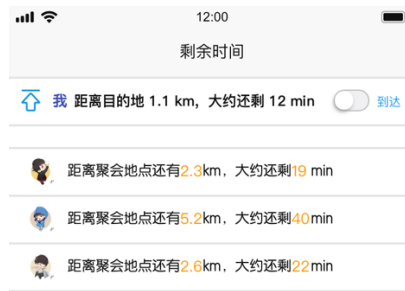 12:00
剩余时间
我 距离目的地 1.1 km，大约还剩 12 min 到达
距离聚会地点还有2.3km，大约还剩19 min
距离聚会地点还有5.2km，大约还剩40min
距离聚会地点还有2.6km，大约还剩22min